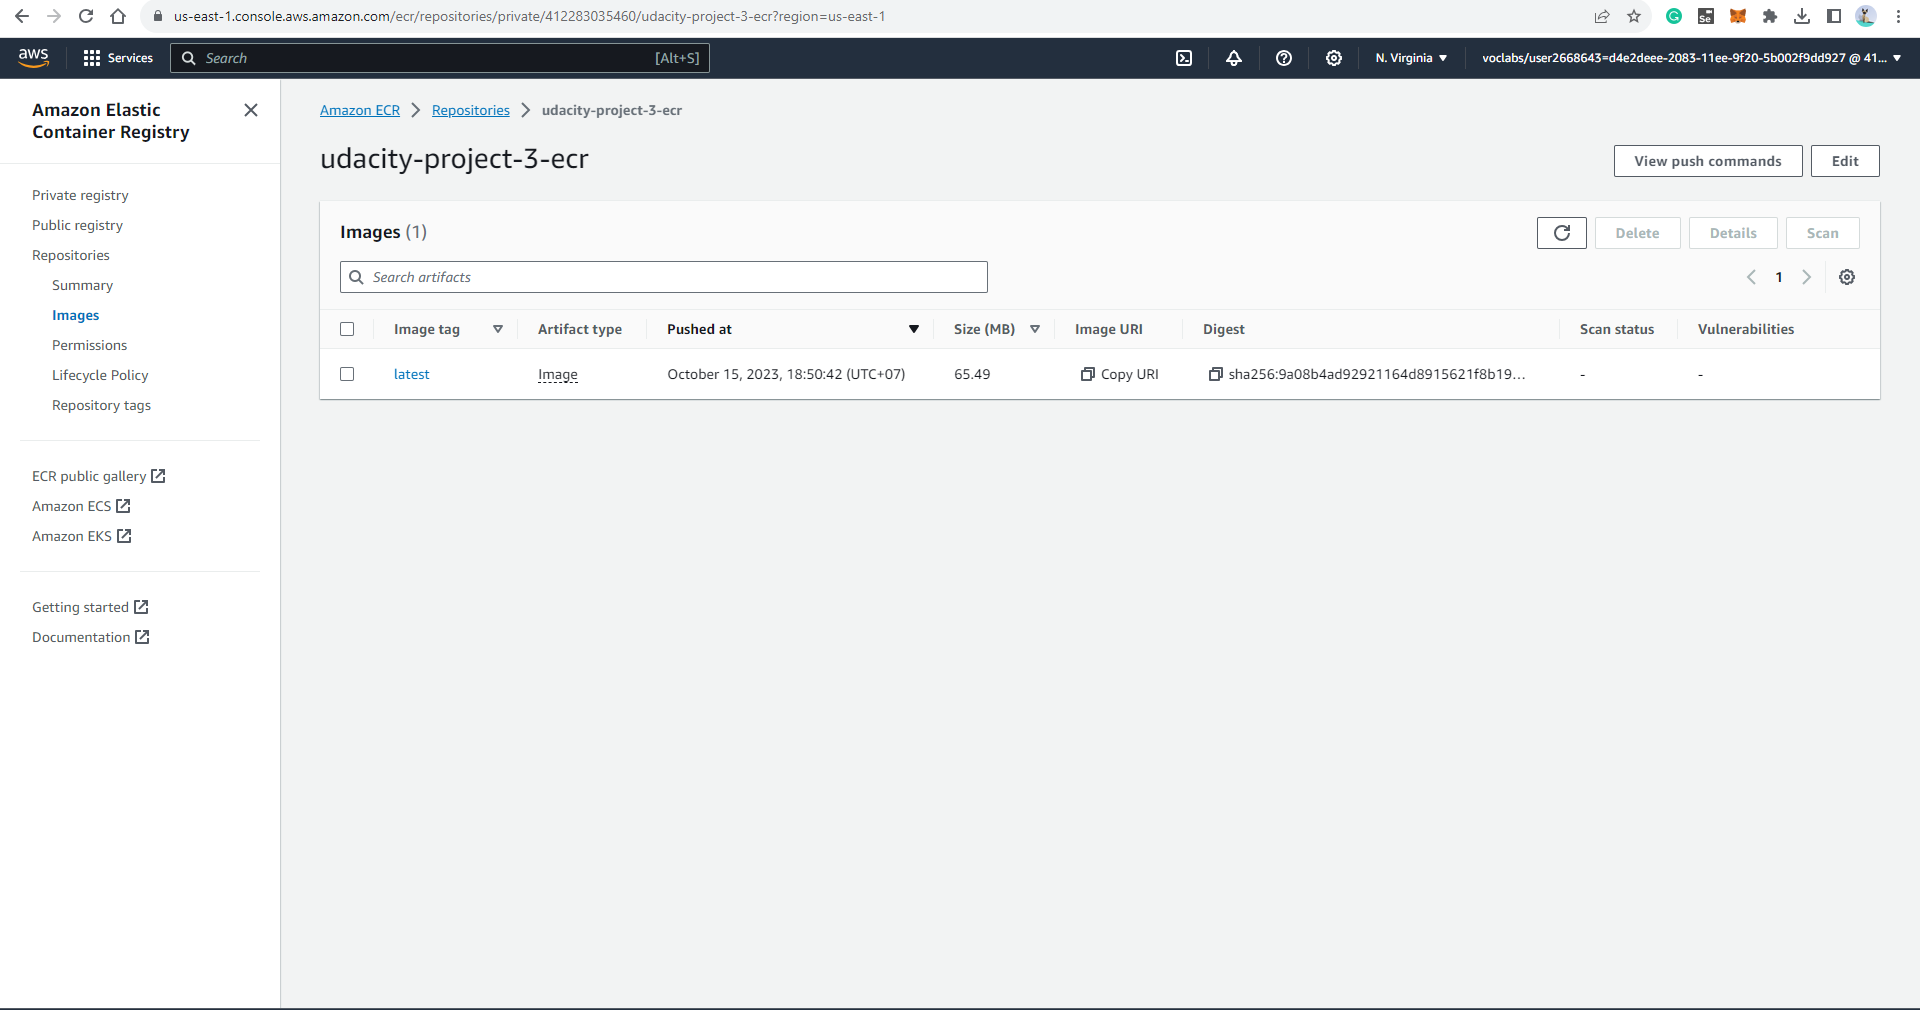 us-east-1.console.aws.amazon.com/ecr/repositories/private/412283035460/udacity-project-3-ecr?region=us-east-1
aws
Services
Search
[Alt+S]
N. Virginia
voclabs/user2668643=d4e2deee-2083-11ee-9f20-5b002f9dd927 @ 41...
Amazon Elastic
Container Registry
Private registry
Public registry
Repositories
Summary
Images
Permissions
Lifecycle Policy
Repository tags
ECR public gallery
Amazon ECS
Amazon EKS
Getting started
Documentation
Amazon ECR
Repositories
udacity-project-3-ecr
udacity-project-3-ecr
View push commands
Edit
Images (1)
Delete
Details
Scan
Search artifacts
1
Image tag
Artifact type
Pushed at
Size (MB)
Image URI
Digest
Scan status
Vulnerabilities
latest
Image
October 15, 2023, 18:50:42 (UTC+07)
65.49
Copy URI
sha256:9a08b4ad92921164d8915621f8b19...
-
-